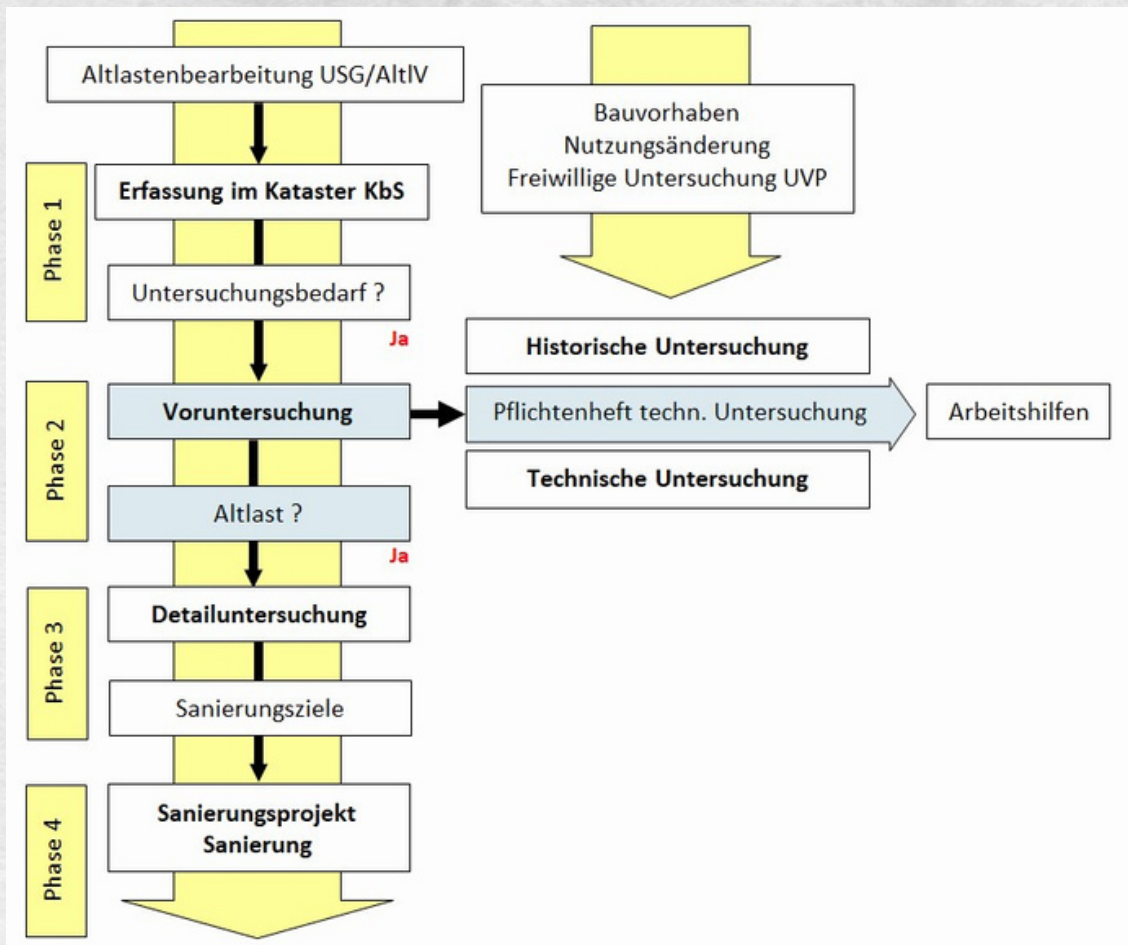 Altlastenbearbeitung USG/AltlV
Bauvorhaben
Nutzungsänderung
Freiwillige Untersuchung UVP
Phase 1
Erfassung im Kataster KbS
Untersuchungsbedarf ?
Ja
Historische Untersuchung
Phase 2
Voruntersuchung
Pflichtenheft techn. Untersuchung
Arbeitshilfen
Technische Untersuchung
Altlast ?
Ja
Phase 3
Detailuntersuchung
Sanierungsziele
Phase 4
Sanierungsprojekt
Sanierung